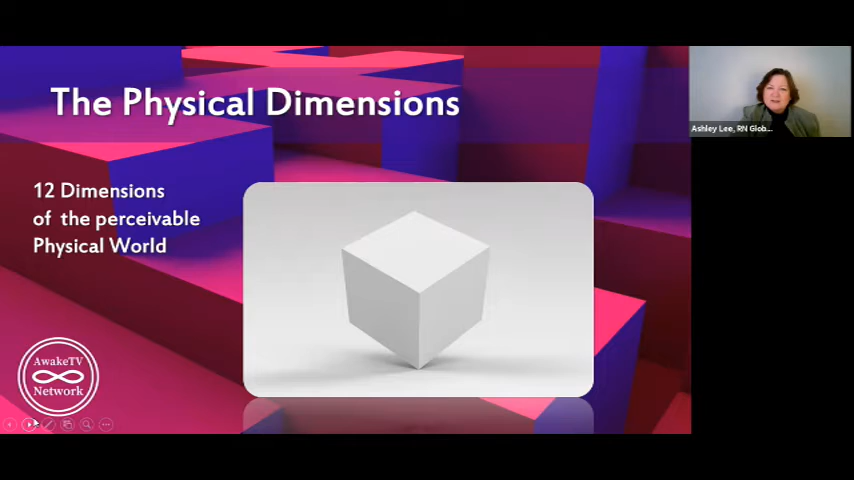 The Physical Dimensions
Ashley Lee, RN Glob...
12 Dimensions
of the perceivable
Physical World
AwakeTV
Network